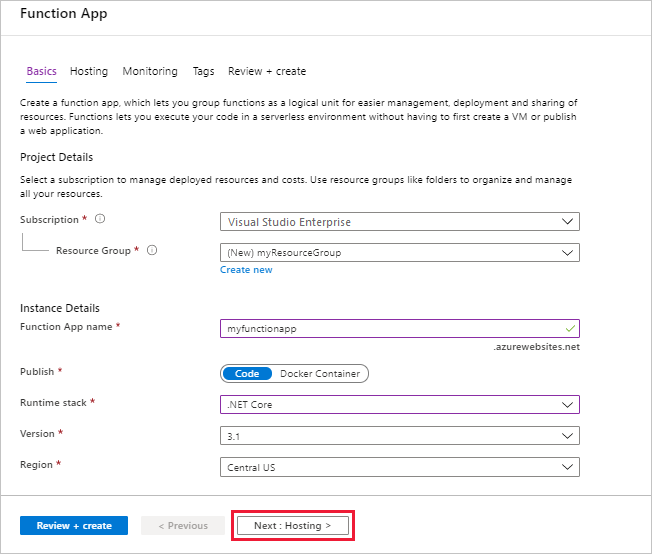 Function App
Basics Hosting Monitoring Tags Review + create
Create a function app, which lets you group functions as a logical unit for easier management, deployment and sharing of
resources. Functions lets you execute your code in a serverless environment without having to first create a VM or publish
a web application.
Project Details
Select a subscription to manage deployed resources and costs. Use resource groups like folders to organize and manage
all your resources.
Subscription * Visual Studio Enterprise
Resource Group * (New) myResourceGroup
Create new
Instance Details
Function App name * myfunctionapp
.azurewebsites.net
Publish * Code Docker Container
Runtime stack * .NET Core
Version * 3.1
Region * Central US
Review + create < Previous Next : Hosting >